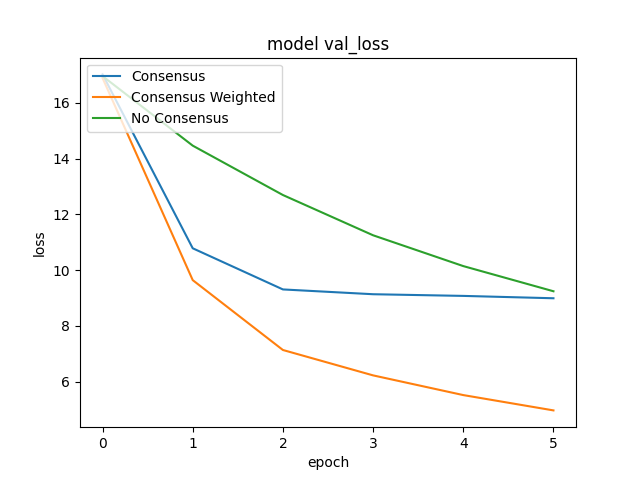 model val_loss
Consensus
Consensus Weighted
No Consensus
16
14
12
10
8
6
loss
0 1 2 3 4 5
epoch